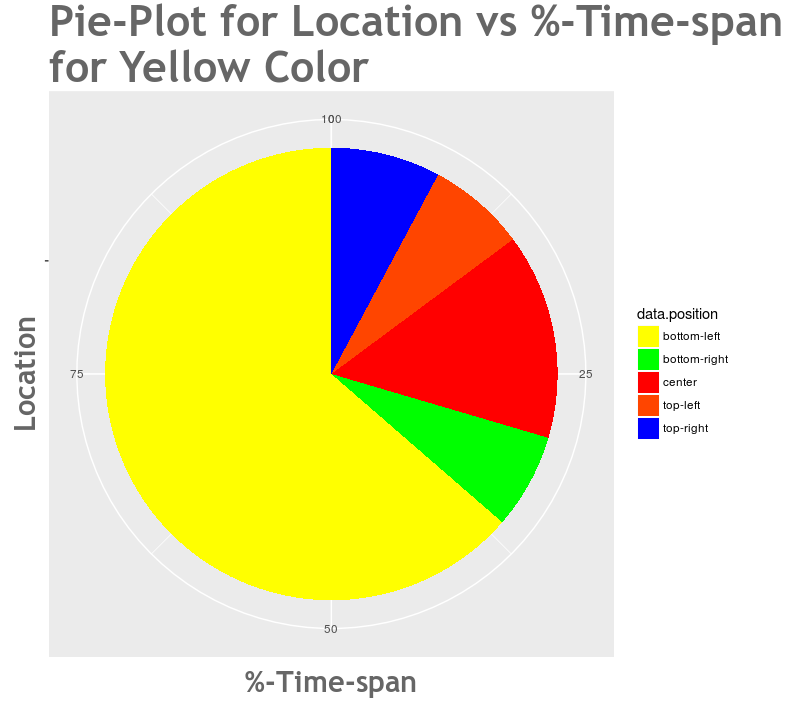 Pie-Plot for Location vs %-Time-span
for Yellow Color
100
75
25
50
Location
%-Time-span
data.position
bottom-left
bottom-right
center
top-left
top-right